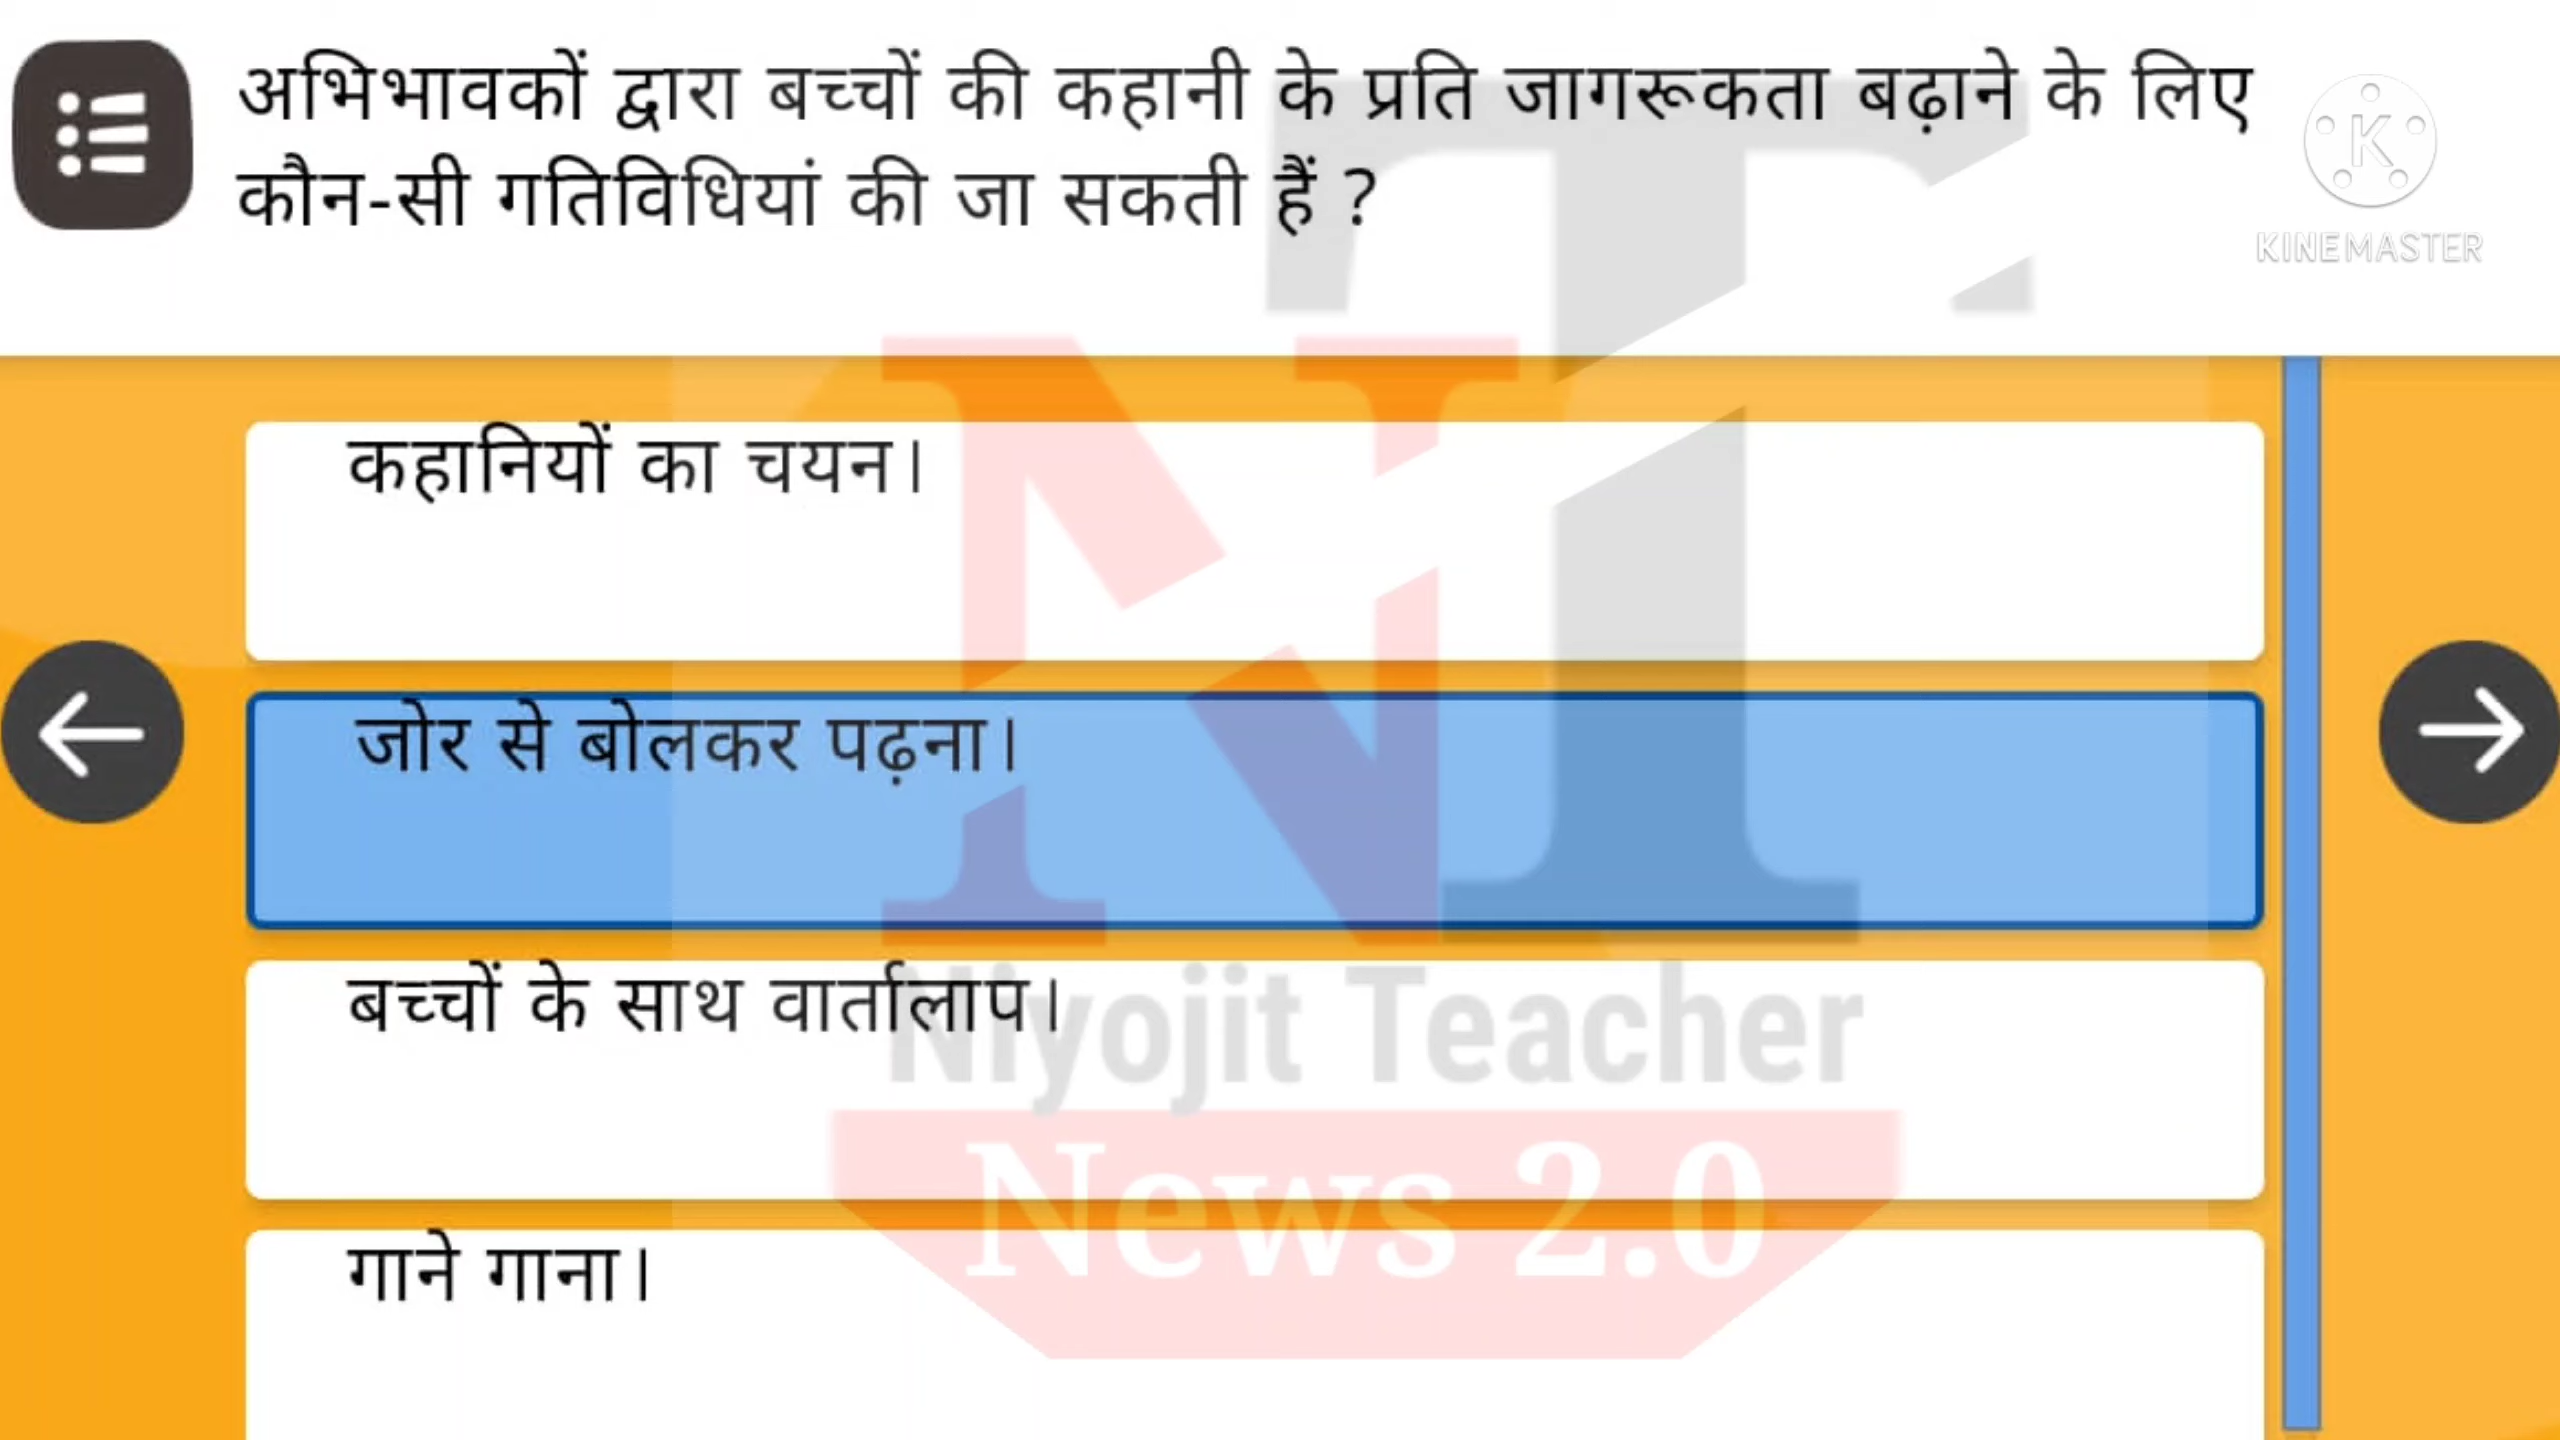 अभिभावकों द्वारा बच्चों की कहानी के प्रति जागरूकता बढ़ाने के लिए
कौन-सी गतिविधियां की जा सकती हैं ?
K
KINEMASTER
कहानियों का चयन।
जोर से बोलकर पढ़ना।
बच्चों के साथ वार्तालाप।
गाने गाना।
NT
Niyojit Teacher
News 2.0